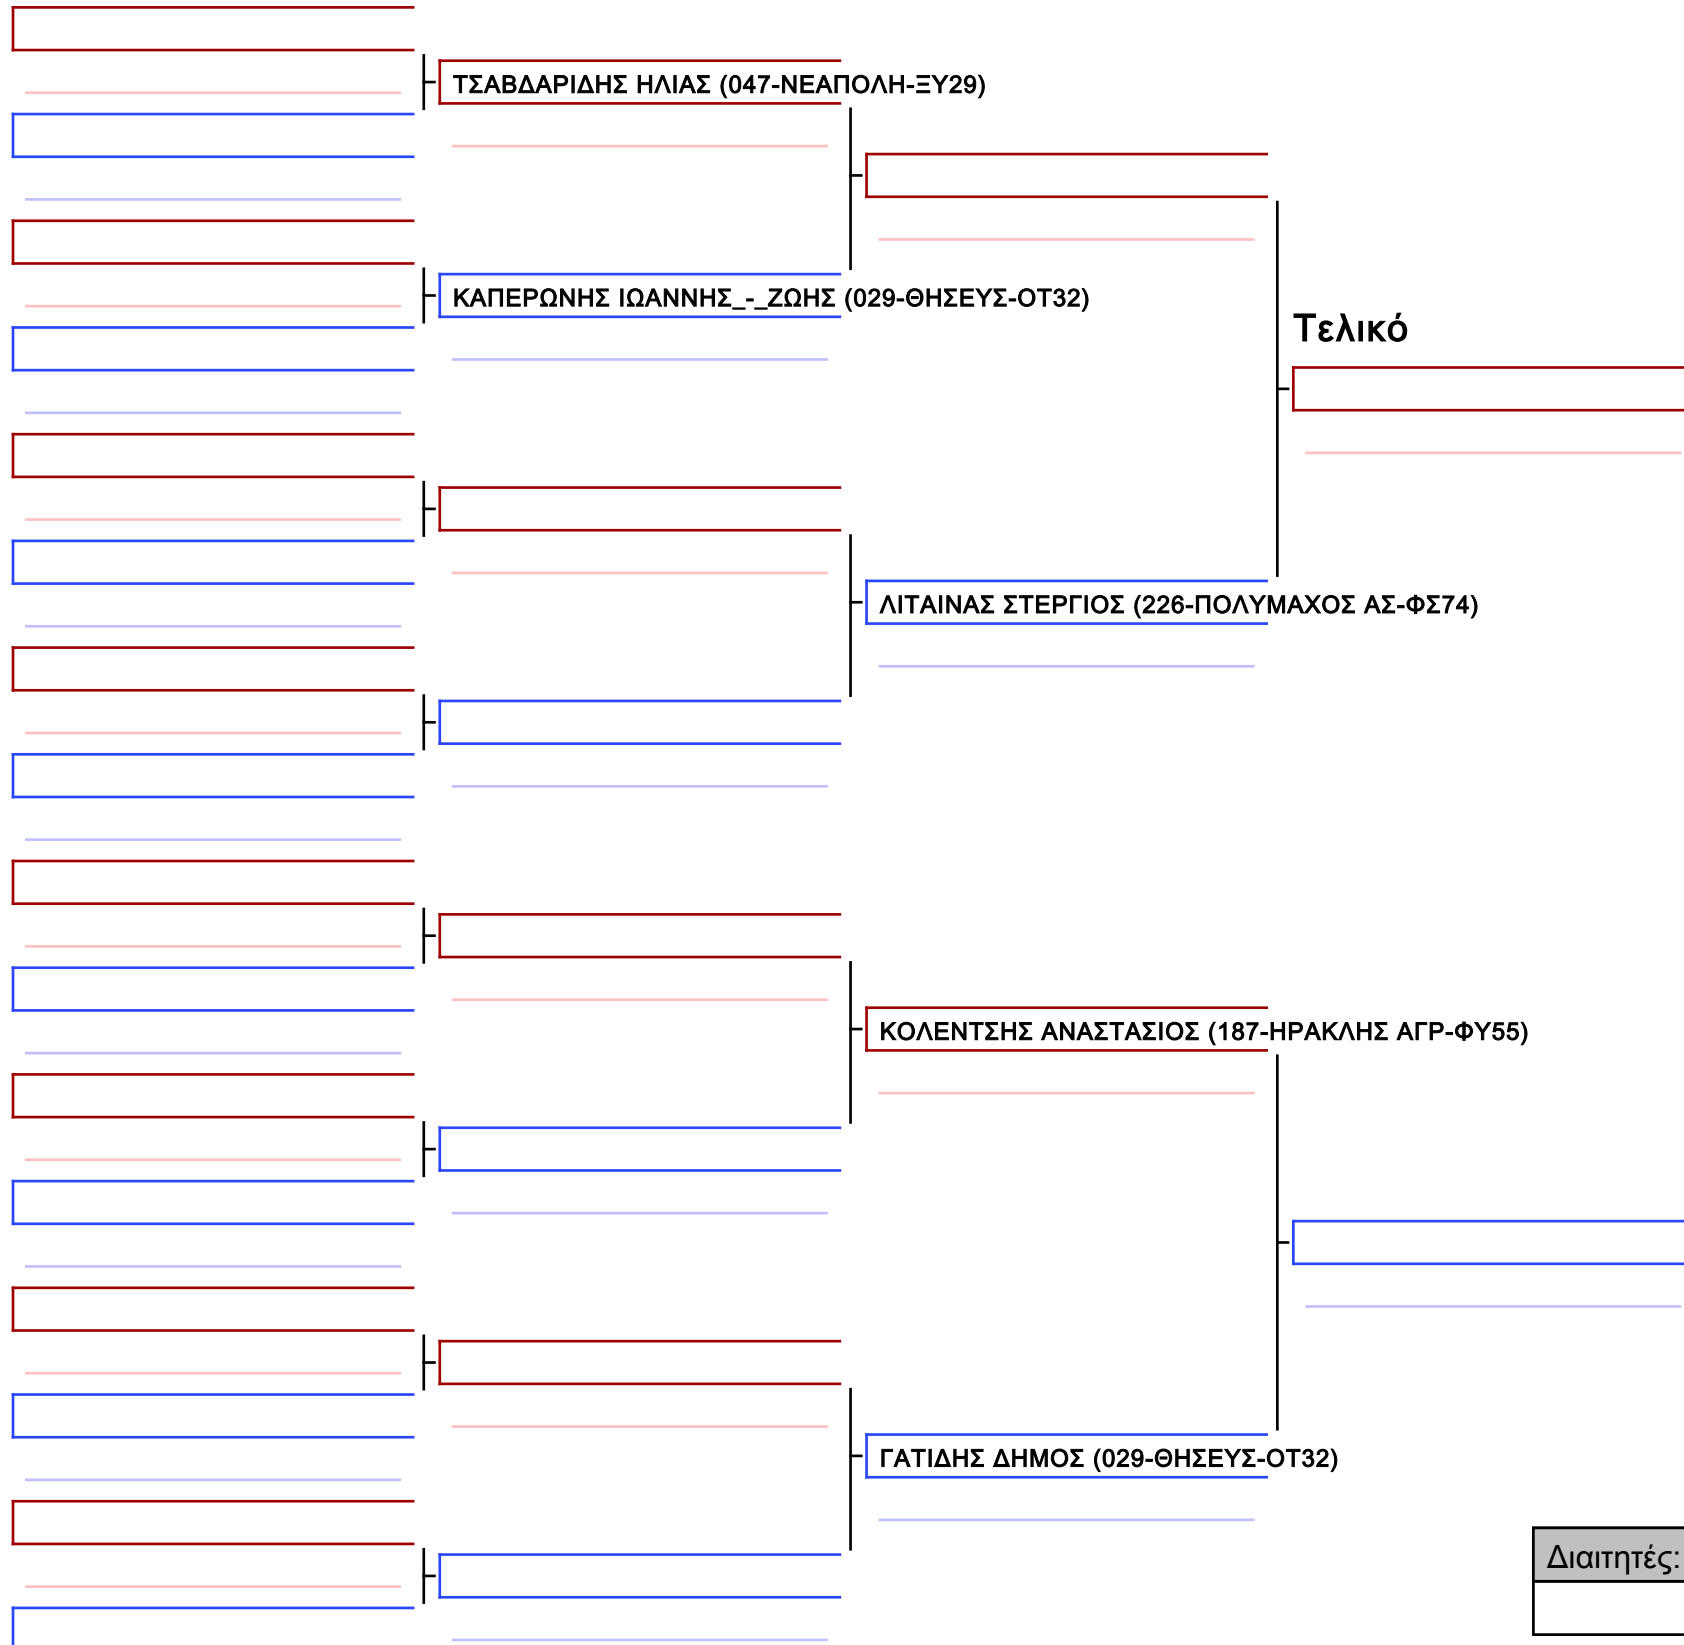 ΤΣΑΒΔΑΡΙΔΗΣ ΗΛΙΑΣ (047-ΝΕΑΠΟΛΗ-ΞΥ29)
ΚΑΠΕΡΩΝΗΣ ΙΩΑΝΝΗΣ_-_ΖΩΗΣ (029-ΘΗΣΕΥΣ-ΟΤ32)
Τελικό
ΛΙΤΑΙΝΑΣ ΣΤΕΡΓΙΟΣ (226-ΠΟΛΥΜΑΧΟΣ ΑΣ-ΦΣ74)
ΚΟΛΕΝΤΣΗΣ ΑΝΑΣΤΑΣΙΟΣ (187-ΗΡΑΚΛΗΣ ΑΓΡ-ΦΥ55)
ΓΑΤΙΔΗΣ ΔΗΜΟΣ (029-ΘΗΣΕΥΣ-ΟΤ32)
Διαιτητές: